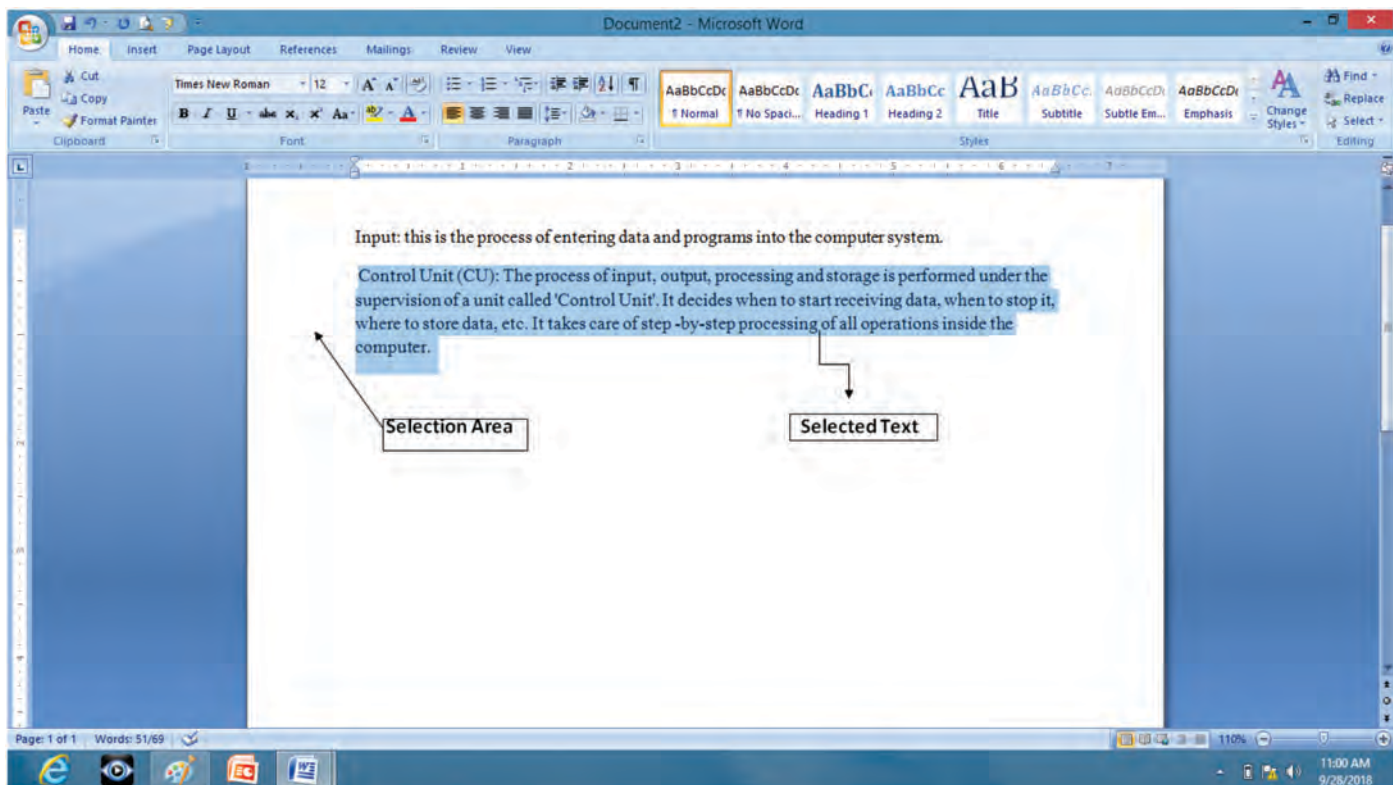 Document2 - Microsoft Word
Home Insert Page Layout References Mailings Review View
Paste
Cut
Copy
Format Painter
Clipboard
Times New Roman 12
Font
Paragraph
AaBbCcDc AaBbCcDc AaBbC AaBbCc AaB AaBbCc. AaBbCcDi AaBbCcDt
¶ Normal ¶ No Spaci... Heading 1 Heading 2 Title Subtitle Subtle Em... Emphasis
Change Styles
Styles
Find
Replace
Select
Editing
Input: this is the process of entering data and programs into the computer system.
Control Unit (CU): The process of input, output, processing and storage is performed under the
supervision of a unit called 'Control Unit'. It decides when to start receiving data, when to stop it,
where to store data, etc. It takes care of step -by-step processing of all operations inside the
computer.
Selection Area
Selected Text
Page: 1 of 1 Words: 51/69
110%
11:00 AM
9/28/2018